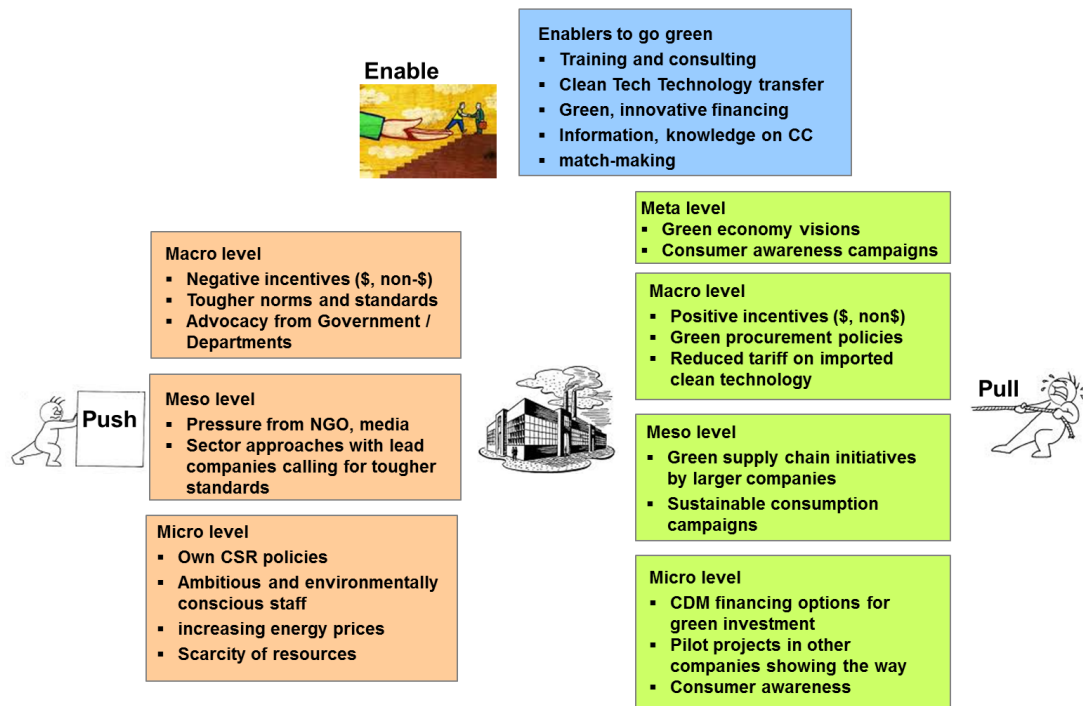 Enable
Enablers to go green
▪ Training and consulting
▪ Clean Tech Technology transfer
▪ Green, innovative financing
▪ Information, knowledge on CC
▪ match-making
Push
Macro level
▪ Negative incentives ($, non-$)
▪ Tougher norms and standards
▪ Advocacy from Government /
Departments
Meso level
▪ Pressure from NGO, media
▪ Sector approaches with lead
companies calling for tougher
standards
Micro level
▪ Own CSR policies
▪ Ambitious and environmentally
conscious staff
▪ increasing energy prices
▪ Scarcity of resources
Meta level
▪ Green economy visions
▪ Consumer awareness campaigns
Macro level
▪ Positive incentives ($, non$)
▪ Green procurement policies
▪ Reduced tariff on imported
clean technology
Meso level
▪ Green supply chain initiatives
by larger companies
▪ Sustainable consumption
campaigns
Micro level
▪ CDM financing options for
green investment
▪ Pilot projects in other
companies showing the way
▪ Consumer awareness
Pull